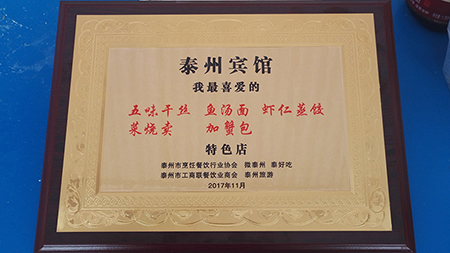 泰州宾馆
我最喜爱的
五味干丝 鱼汤面 虾仁蒸饺
菜烧卖 加蟹包
特色店
泰州市烹饪餐饮行业协会 微泰州 泰好吃
泰州市工商联餐饮业商会 泰州旅游
2017年11月